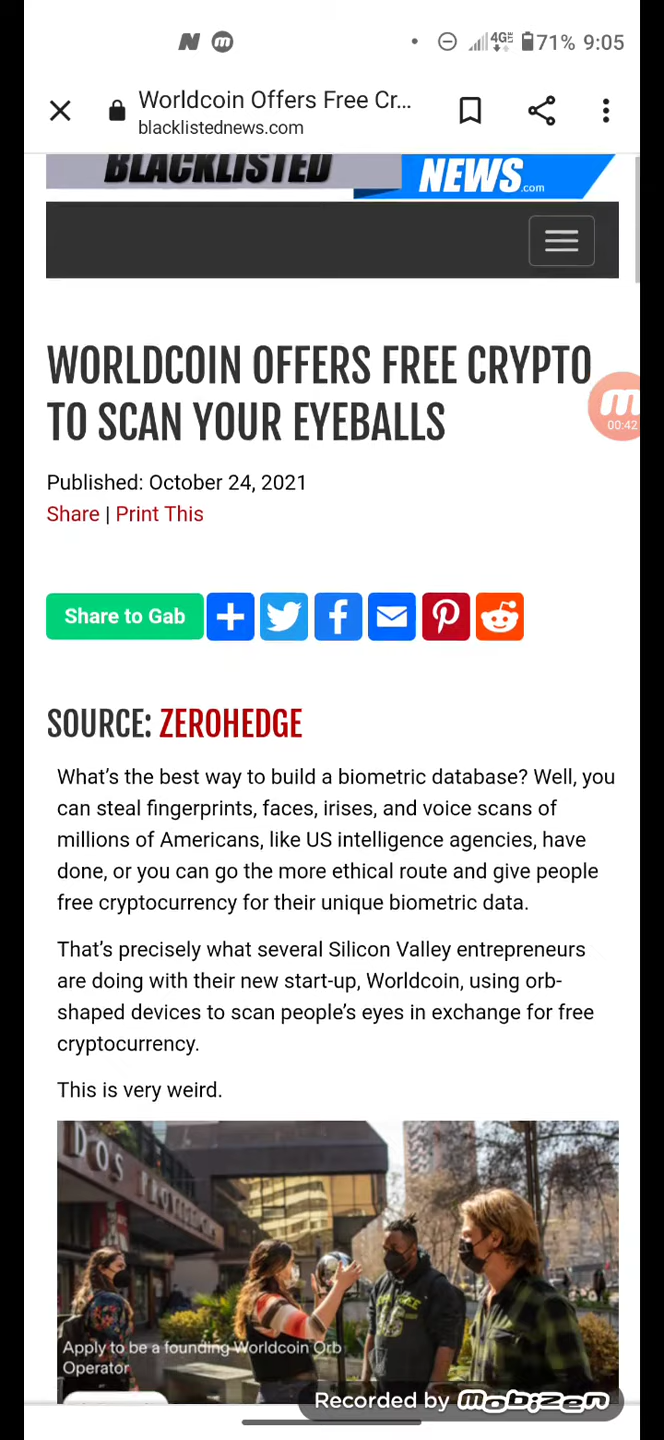 71% 9:05
Worldcoin Offers Free Cr...
blacklistednews.com
BLACKLISTED NEWS.com
WORLDCOIN OFFERS FREE CRYPTO
TO SCAN YOUR EYEBALLS
00:42
Published: October 24, 2021
Share | Print This
Share to Gab
SOURCE: ZEROHEDGE
What’s the best way to build a biometric database? Well, you
can steal fingerprints, faces, irises, and voice scans of
millions of Americans, like US intelligence agencies, have
done, or you can go the more ethical route and give people
free cryptocurrency for their unique biometric data.
That’s precisely what several Silicon Valley entrepreneurs
are doing with their new start-up, Worldcoin, using orb-
shaped devices to scan people’s eyes in exchange for free
cryptocurrency.
This is very weird.
Apply to be a founding Worldcoin Orb
Operator
Recorded by mobizen